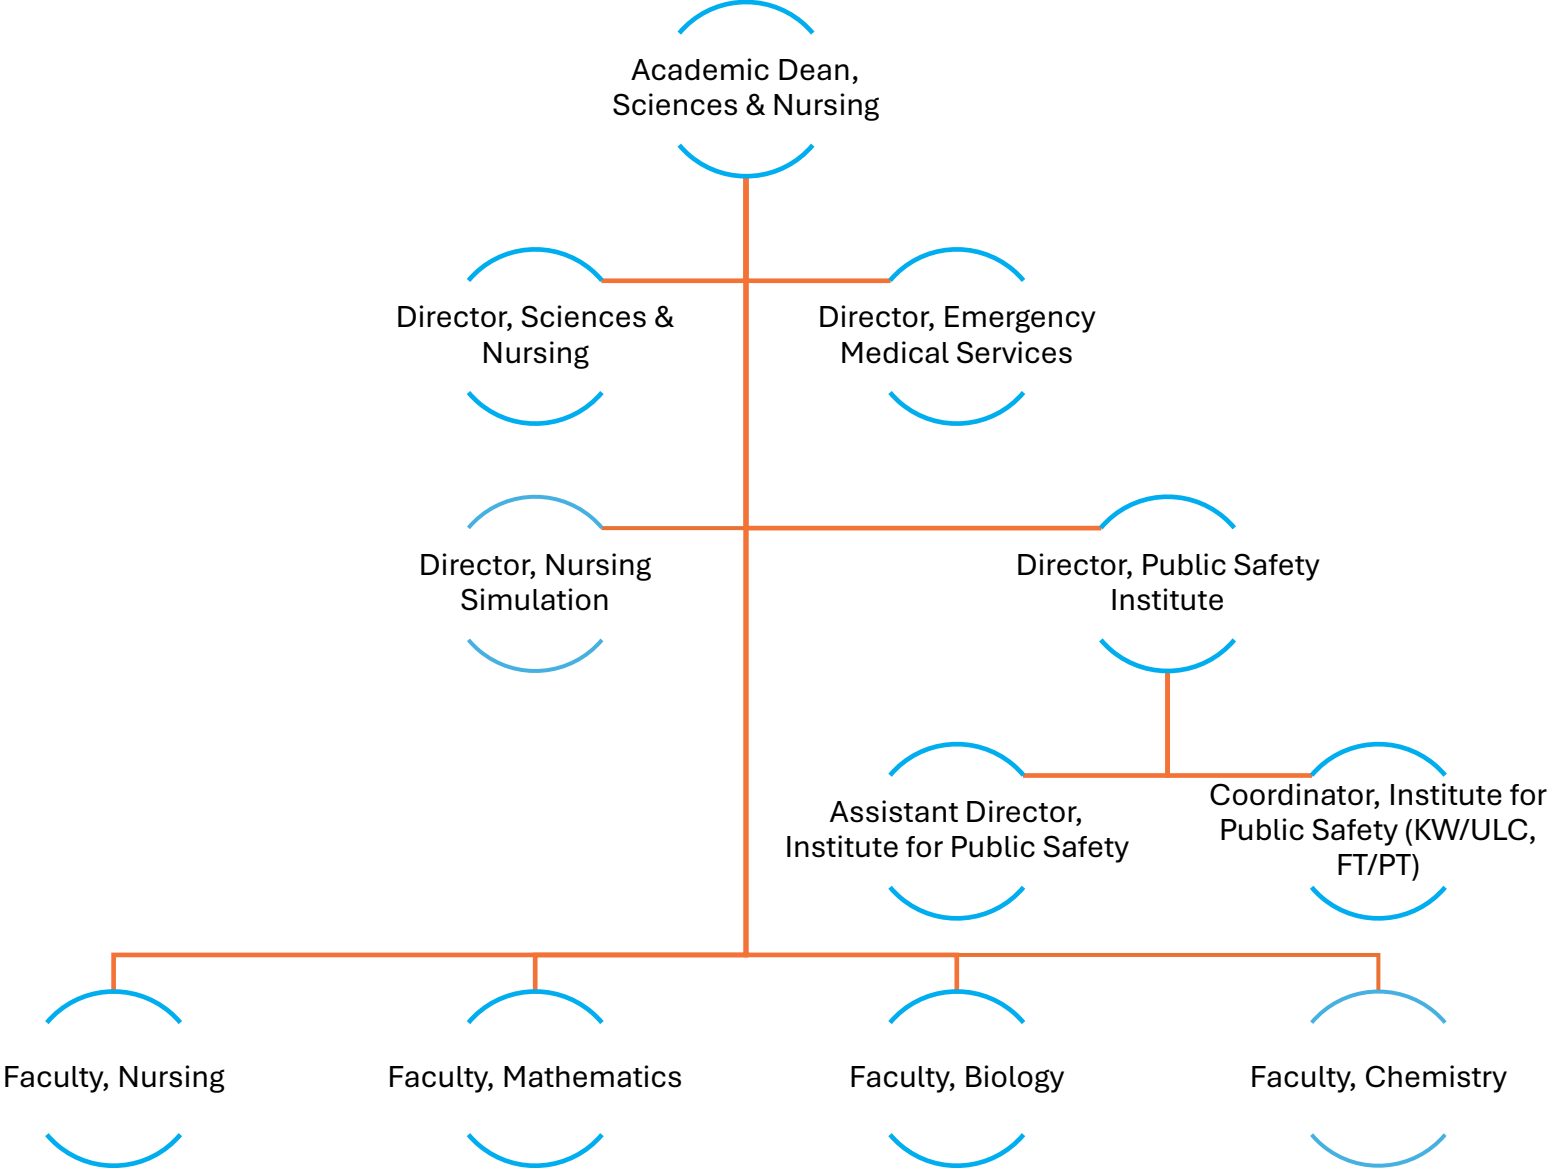 Academic Dean,
Sciences & Nursing
Director, Sciences &
Nursing
Director, Emergency
Medical Services
Director, Nursing
Simulation
Director, Public Safety
Institute
Assistant Director,
Institute for Public Safety
Coordinator, Institute for
Public Safety (KW/ULC,
FT/PT)
Faculty, Nursing
Faculty, Mathematics
Faculty, Biology
Faculty, Chemistry